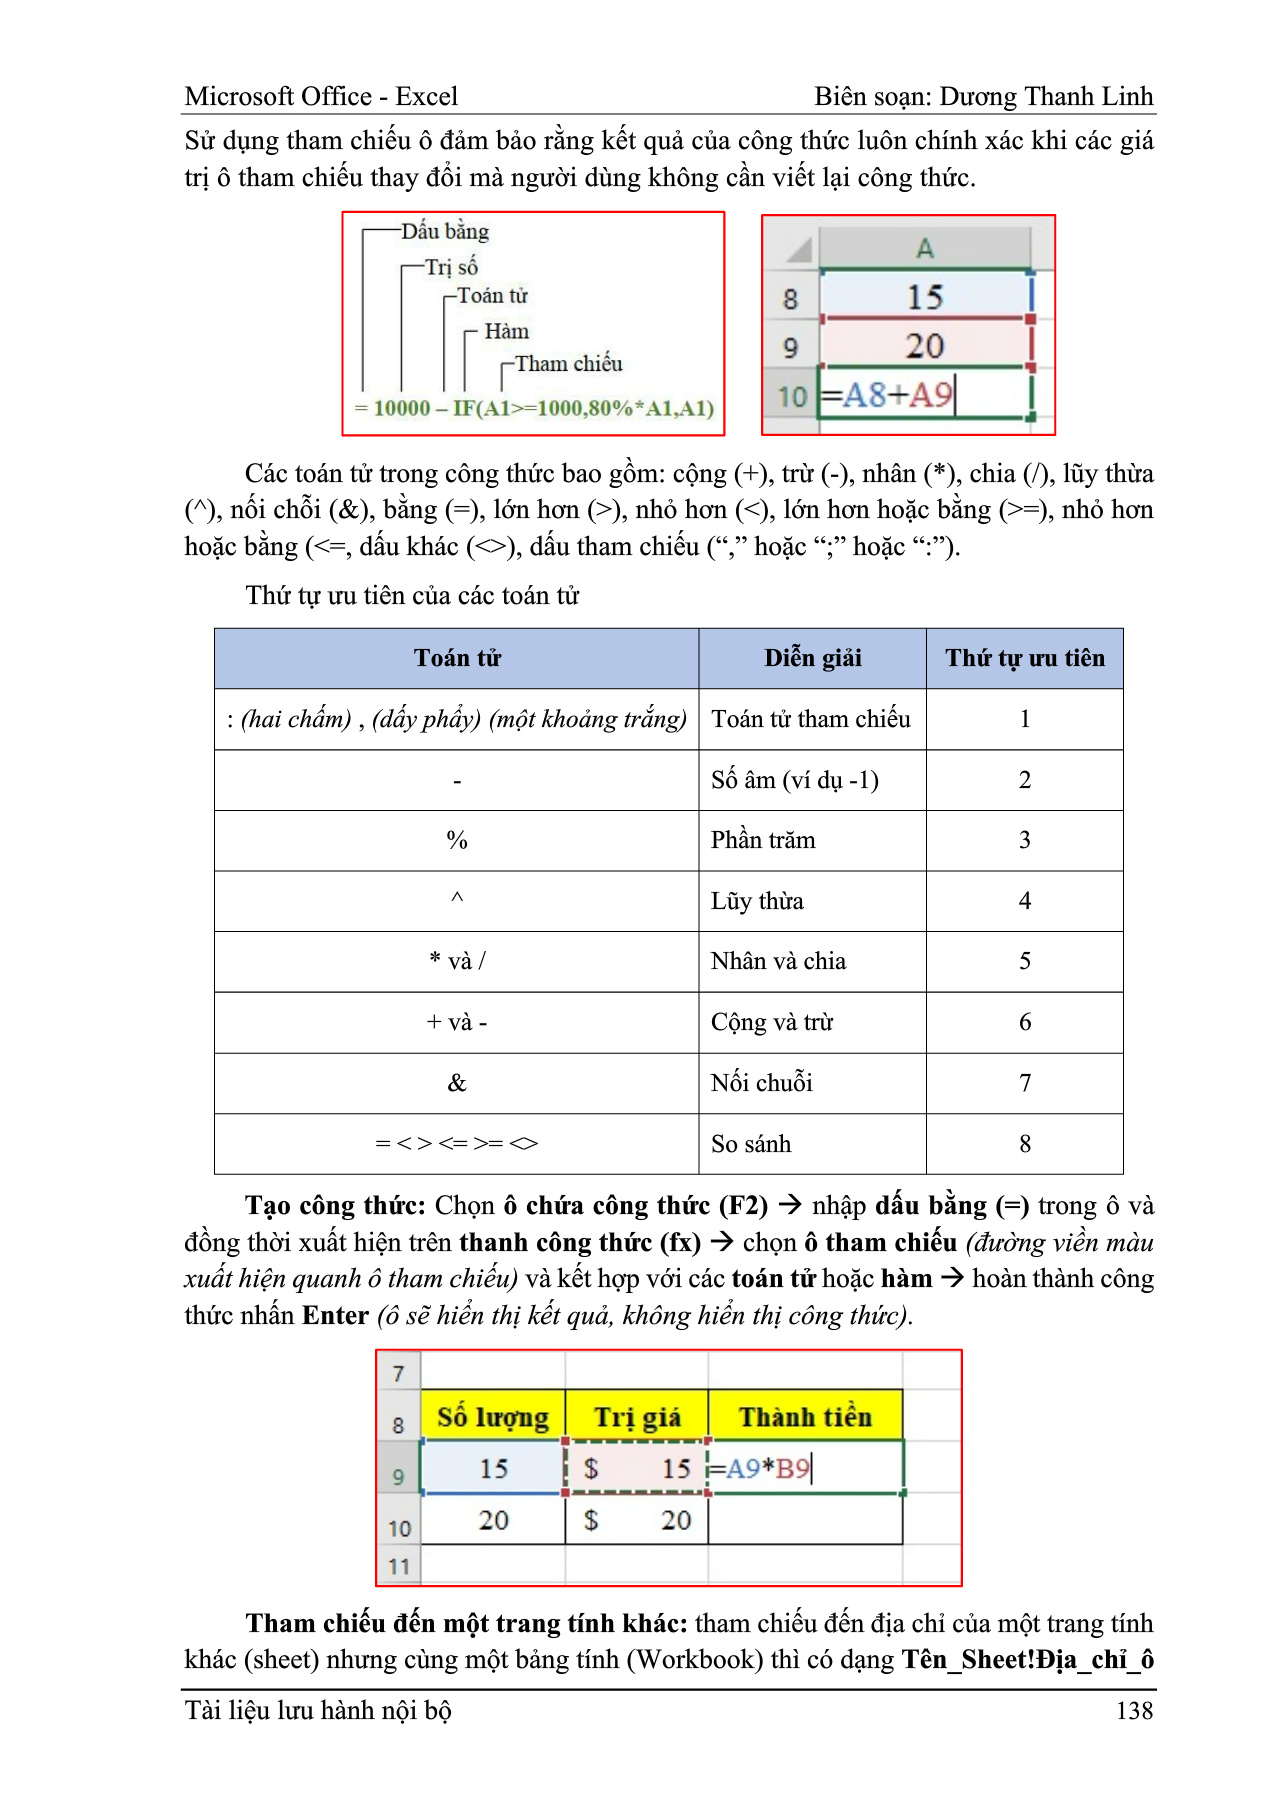 Microsoft Office - Excel Biên soạn: Dương Thanh Linh
Sử dụng tham chiếu ô đảm bảo rằng kết quả của công thức luôn chính xác khi các giá
trị ô tham chiếu thay đổi mà người dùng không cần viết lại công thức.
Dấu bằng
Trị số
Toán tử
Hàm
Tham chiếu
= 10000 – IF(A1>=1000,80%*A1,A1)
A
8 15
9 20
10 =A8+A9
Các toán tử trong công thức bao gồm: cộng (+), trừ (-), nhân (*), chia (/), lũy thừa
(^), nối chỗi (&), bằng (=), lớn hơn (>), nhỏ hơn (<), lớn hơn hoặc bằng (>=), nhỏ hơn
hoặc bằng (<=, dấu khác (<>), dấu tham chiếu (“,” hoặc “;” hoặc “:”).
Thứ tự ưu tiên của các toán tử
Toán tử Diễn giải Thứ tự ưu tiên
: (hai chấm) , (dấy phẩy) (một khoảng trắng) Toán tử tham chiếu 1
- Số âm (ví dụ -1) 2
% Phần trăm 3
^ Lũy thừa 4
* và / Nhân và chia 5
+ và - Cộng và trừ 6
& Nối chuỗi 7
= < > <= >= <> So sánh 8
Tạo công thức: Chọn ô chứa công thức (F2) → nhập dấu bằng (=) trong ô và
đồng thời xuất hiện trên thanh công thức (fx) → chọn ô tham chiếu (đường viền màu
xuất hiện quanh ô tham chiếu) và kết hợp với các toán tử hoặc hàm → hoàn thành công
thức nhấn Enter (ô sẽ hiển thị kết quả, không hiển thị công thức).
7
8 Số lượng Trị giá Thành tiền
9 15 $ 15 =A9*B9
10 20 $ 20
11
Tham chiếu đến một trang tính khác: tham chiếu đến địa chỉ của một trang tính
khác (sheet) nhưng cùng một bảng tính (Workbook) thì có dạng Tên_Sheet!Địa_chỉ_ô
Tài liệu lưu hành nội bộ 138